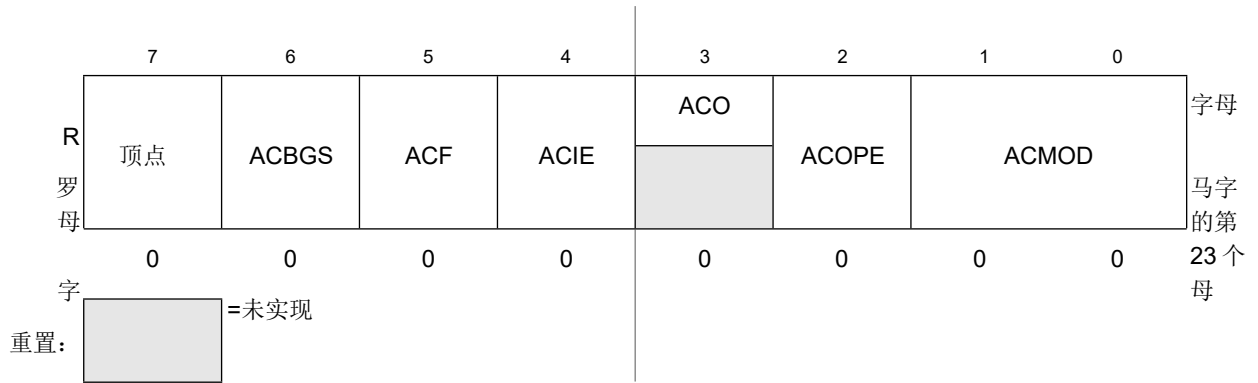 7 6 5 4 3 2 1 0
R
顶点 ACBGS ACF ACIE ACO ACOPE ACMOD
字母
罗
母
马字
的第
23 个
母
0 0 0 0 0 0 0 0
字
重置：
=未实现